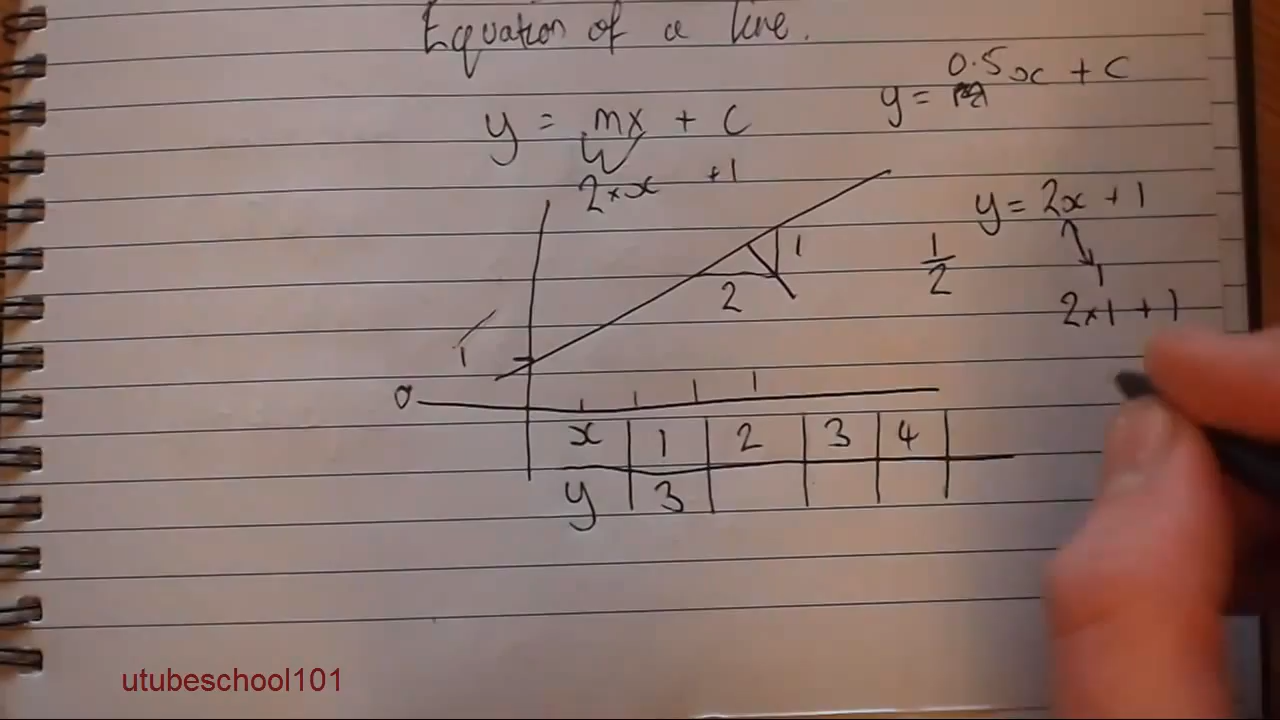 Equation of a line.
0.5x + c
y =
y = mx + c
2×x +1
y = 2x + 1
1
1
2
2
2×1 + 1
1
0
x 1 2 3 4
y 3
utubeschool101